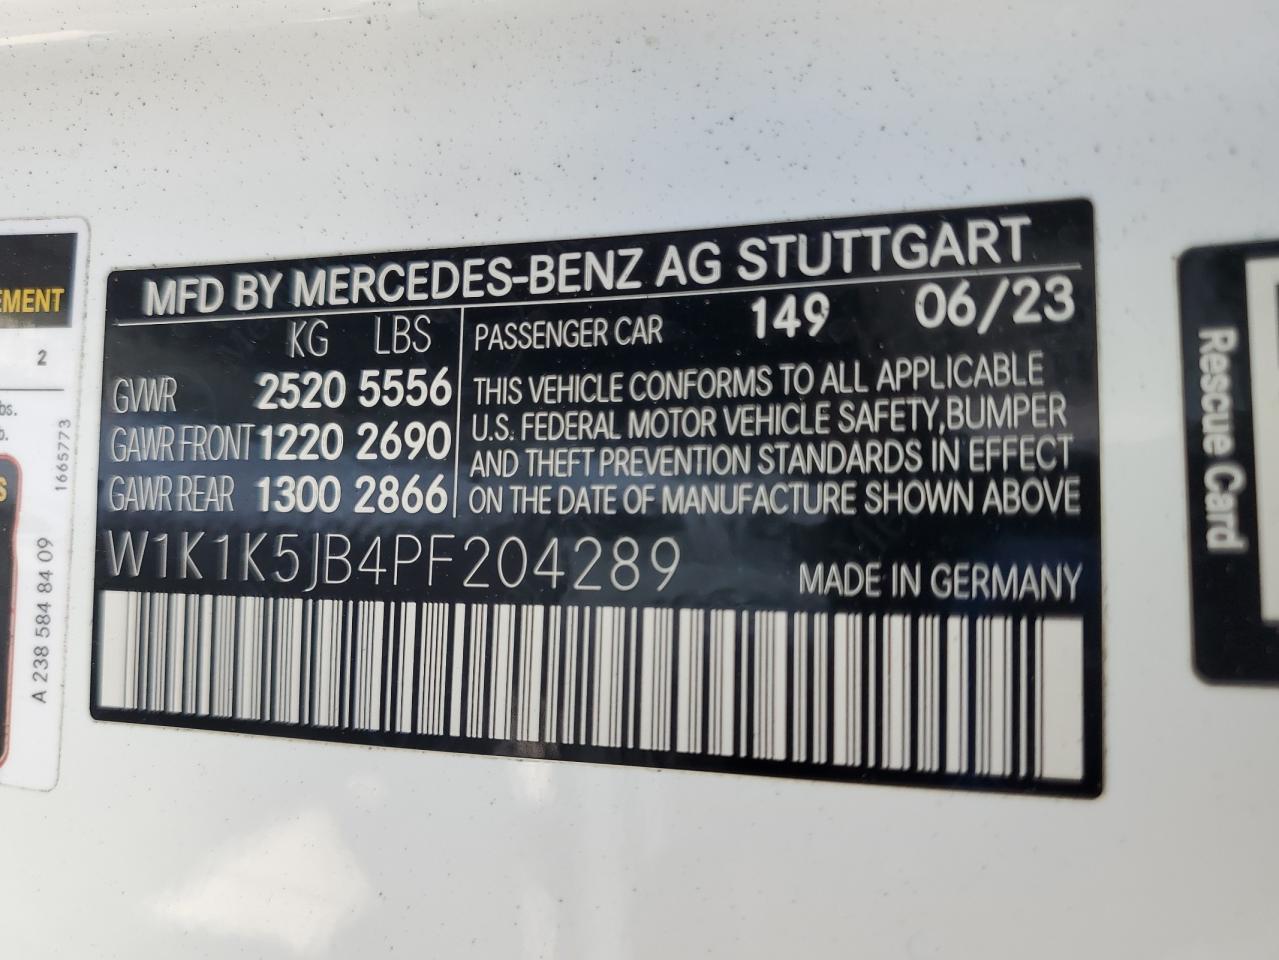 EMENT
2
bs.
b.
S
1665773
A 238 584 84 09
MFD BY MERCEDES-BENZ AG STUTTGART
KG LBS
GVWR 2520 5556
GAWR FRONT 1220 2690
GAWR REAR 1300 2866
PASSENGER CAR 149 06/23
THIS VEHICLE CONFORMS TO ALL APPLICABLE
U.S. FEDERAL MOTOR VEHICLE SAFETY,BUMPER
AND THEFT PREVENTION STANDARDS IN EFFECT
ON THE DATE OF MANUFACTURE SHOWN ABOVE
W1K1K5JB4PF204289
MADE IN GERMANY
Rescue Card